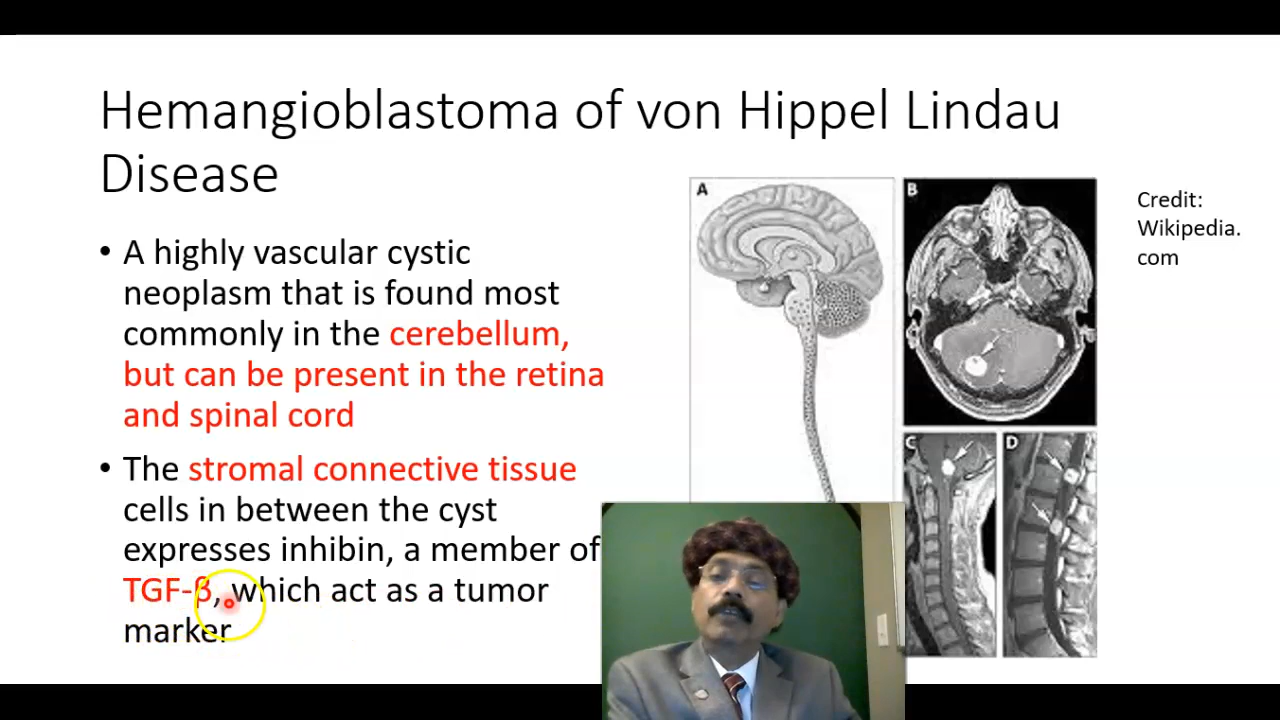 Hemangioblastoma of von Hippel Lindau
Disease
• A highly vascular cystic
neoplasm that is found most
commonly in the cerebellum,
but can be present in the retina
and spinal cord
• The stromal connective tissue
cells in between the cyst
expresses inhibin, a member of
TGF-β, which act as a tumor
marker
A
B
C
D
Credit:
Wikipedia.
com